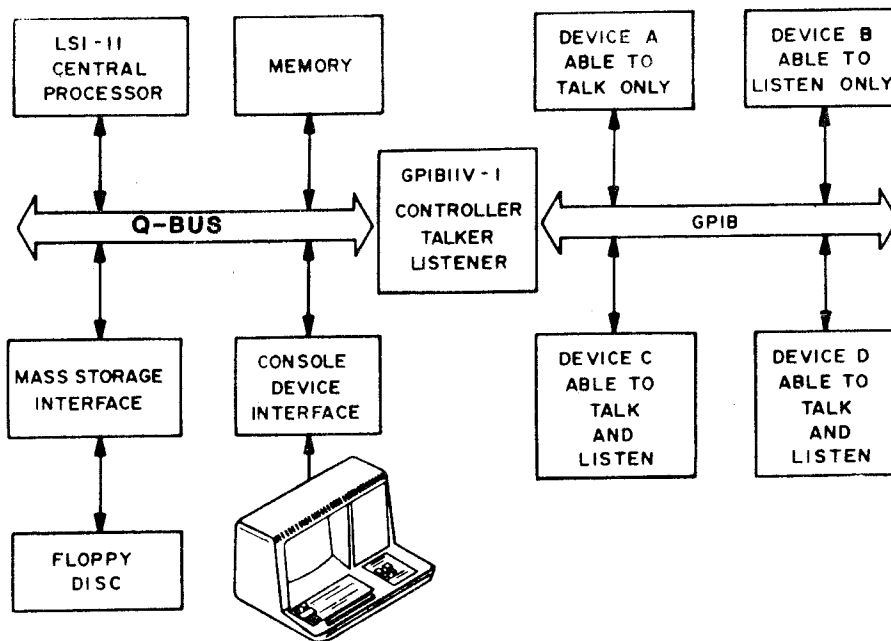 LSI-11
CENTRAL
PROCESSOR
MEMORY
DEVICE A
ABLE TO
TALK ONLY
DEVICE B
ABLE TO
LISTEN ONLY
Q-BUS
GPIB11V-1
CONTROLLER
TALKER
LISTENER
GPIB
MASS STORAGE
INTERFACE
CONSOLE
DEVICE
INTERFACE
DEVICE C
ABLE TO
TALK
AND
LISTEN
DEVICE D
ABLE TO
TALK
AND
LISTEN
FLOPPY
DISC